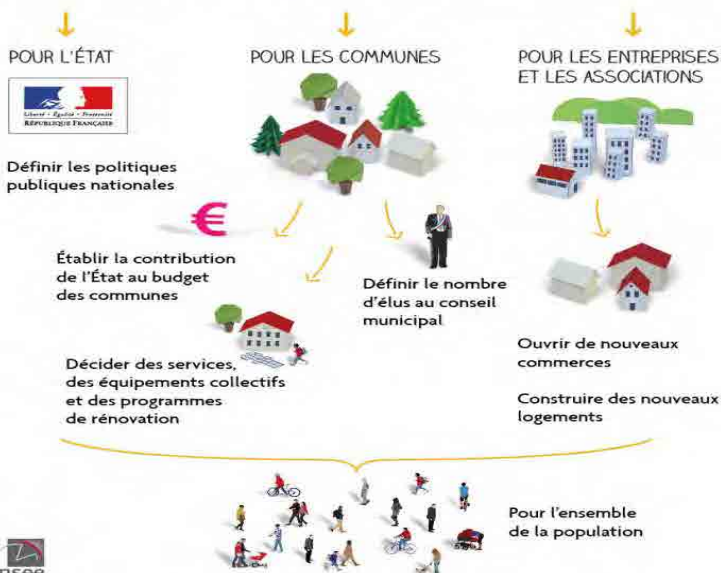 POUR L'ÉTAT
Liberté • Égalité • Fraternité
RÉPUBLIQUE FRANÇAISE
Définir les politiques
publiques nationales
POUR LES COMMUNES
€
Établir la contribution
de l'État au budget
des communes
Définir le nombre
d'élus au conseil
municipal
Décider des services,
des équipements collectifs
et des programmes
de rénovation
POUR LES ENTREPRISES
ET LES ASSOCIATIONS
Ouvrir de nouveaux
commerces
Construire des nouveaux
logements
Pour l'ensemble
de la population